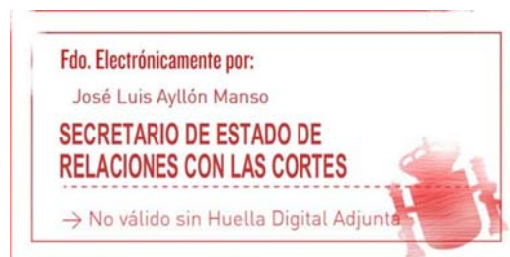 Fdo. Electrónicamente por:
José Luis Ayllón Manso
SECRETARIO DE ESTADO DE
RELACIONES CON LAS CORTES
→ No válido sin Huella Digital Adjunta